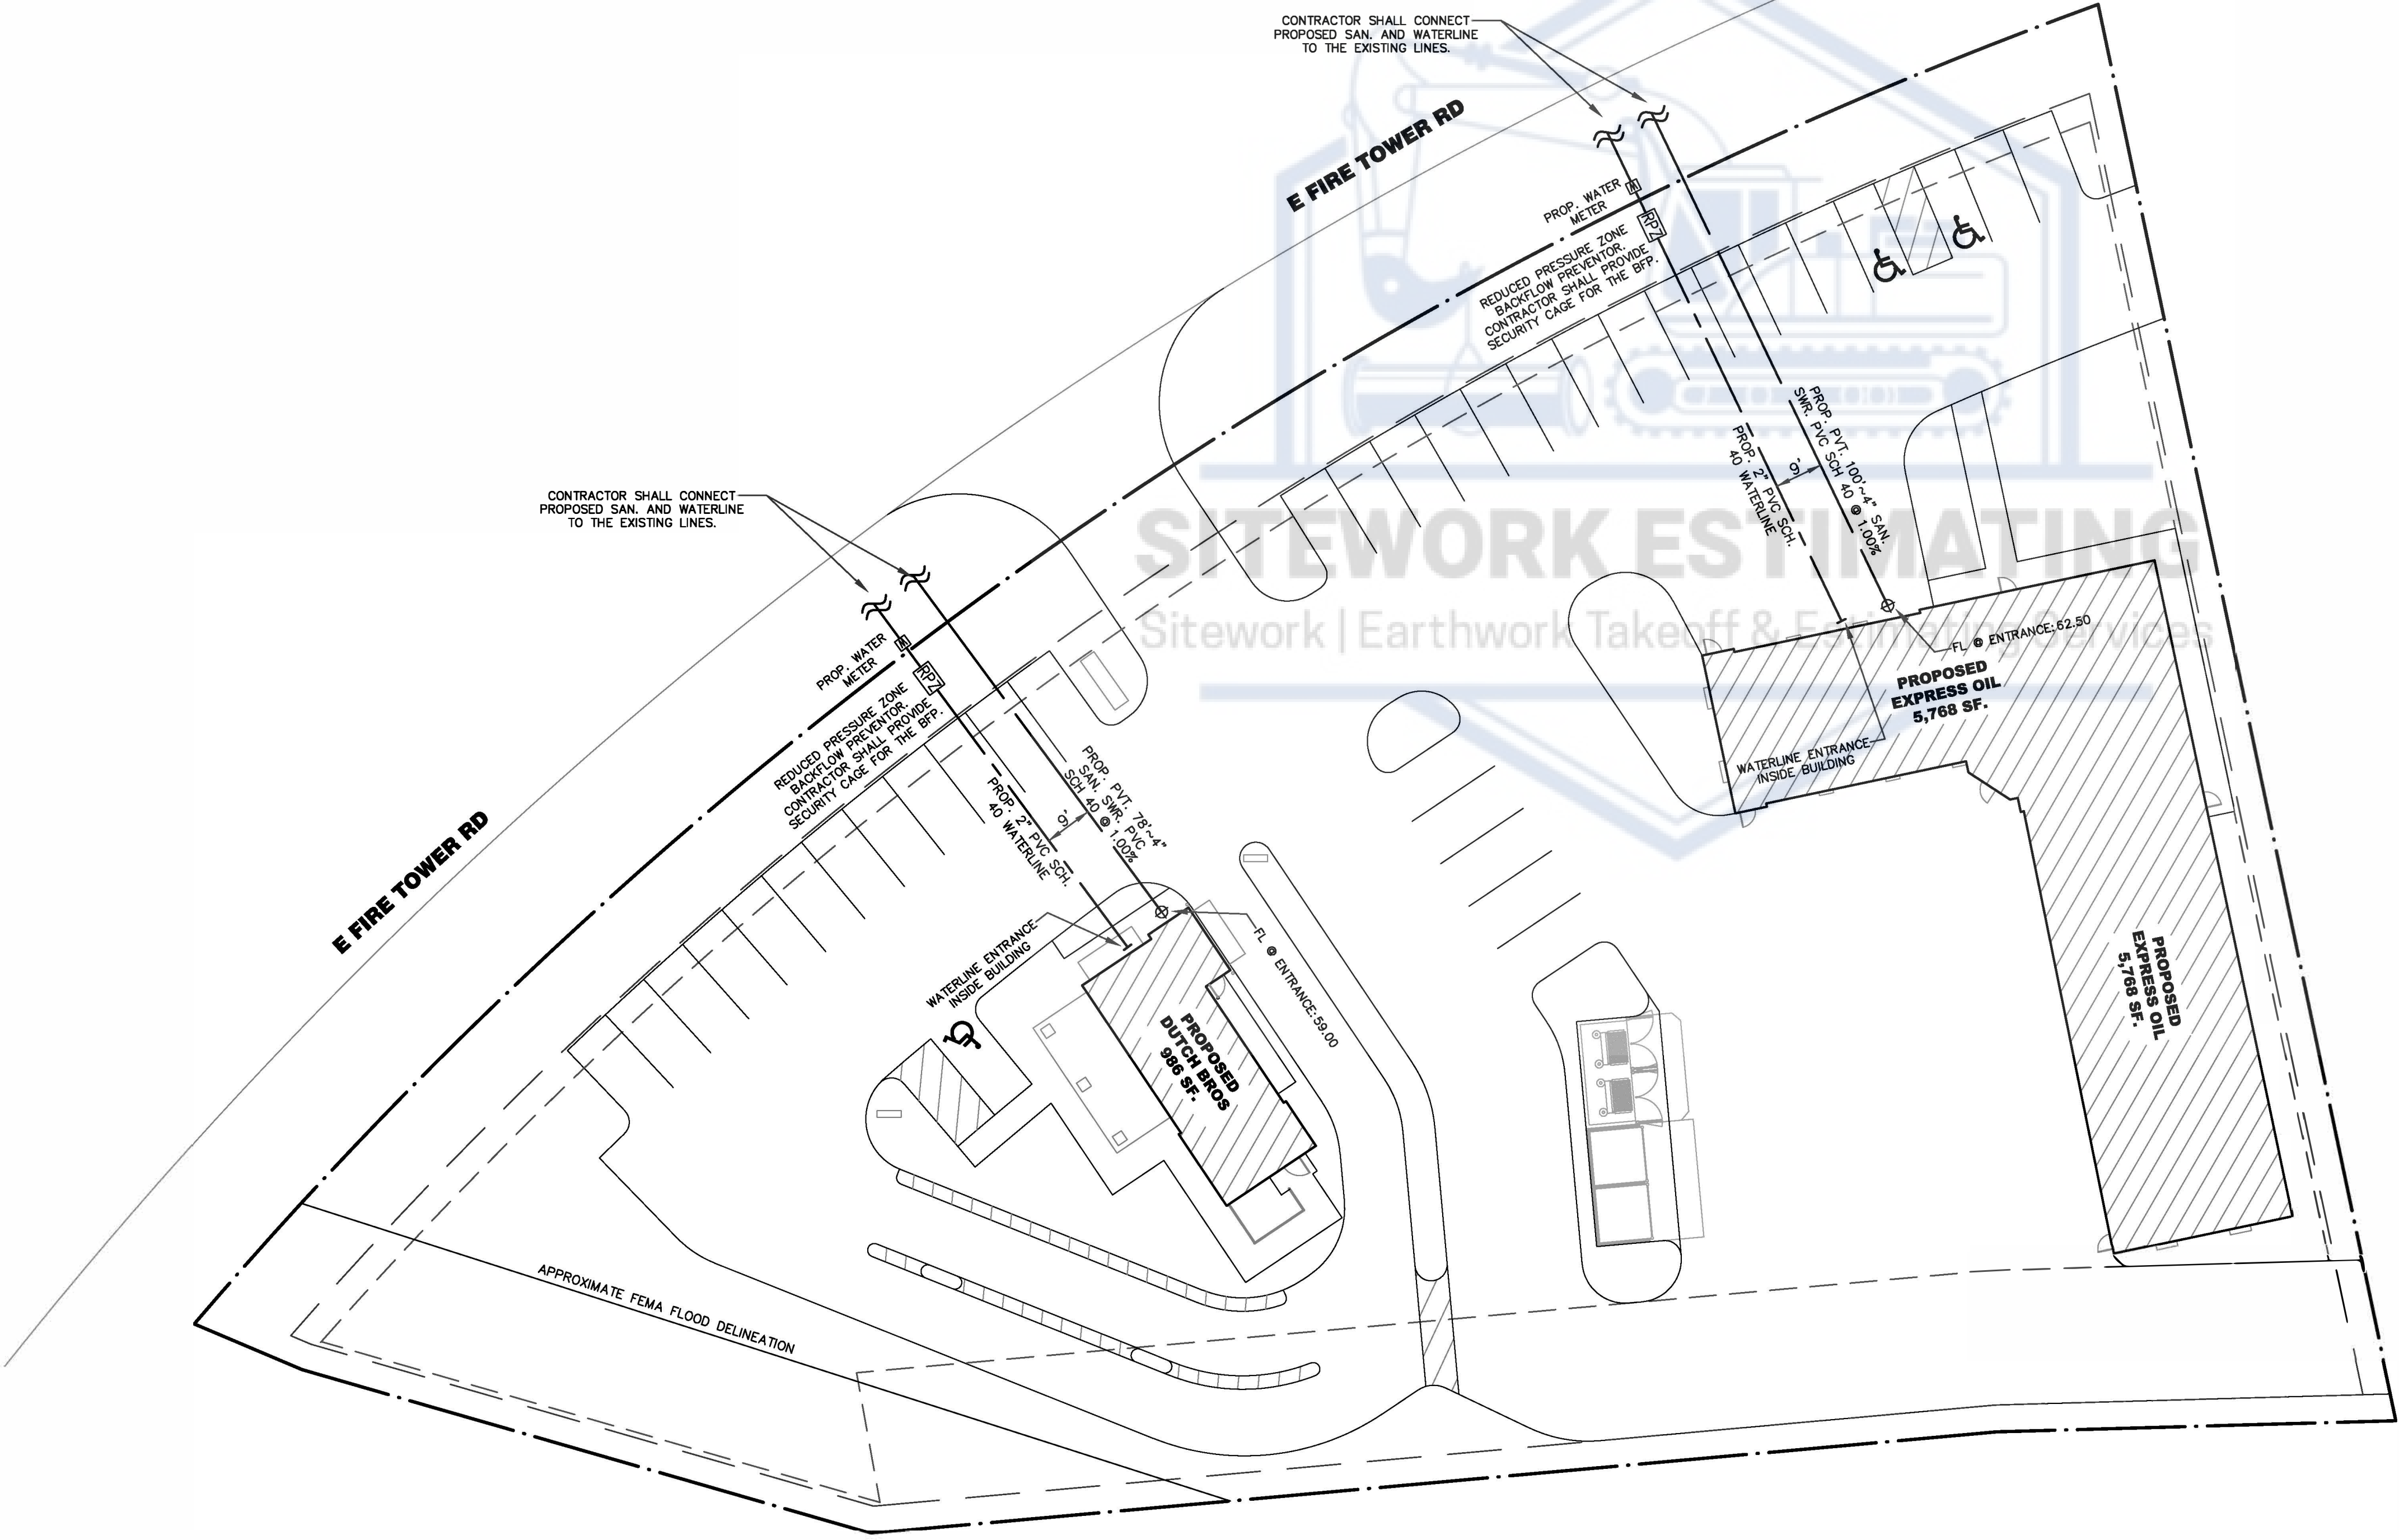 CONTRACTOR SHALL CONNECT
PROPOSED SAN. AND WATERLINE
TO THE EXISTING LINES.
E FIRE TOWER RD
PROP. WATER
METER
M
RPZ
REDUCED PRESSURE ZONE
BACKFLOW PREVENTOR.
CONTRACTOR SHALL PROVIDE
SECURITY CAGE FOR THE BFP.
PROP. PVT. 100'~4" SAN.
SWR. PVC SCH 40 @ 1.00%
9'
PROP. 2" PVC SCH.
40 WATERLINE
SITEWORK ESTIMATING
Sitework | Earthwork Takeoff & Estimating Services
FL @ ENTRANCE: 62.50
PROPOSED
EXPRESS OIL
5,768 SF.
WATERLINE ENTRANCE
INSIDE BUILDING
CONTRACTOR SHALL CONNECT
PROPOSED SAN. AND WATERLINE
TO THE EXISTING LINES.
PROP. WATER
METER
M
RPZ
REDUCED PRESSURE ZONE
BACKFLOW PREVENTOR.
CONTRACTOR SHALL PROVIDE
SECURITY CAGE FOR THE BFP.
PROP. PVT. 78'~4"
SAN. SWR. PVC
SCH 40 @ 1.00%
9'
PROP. 2" PVC SCH.
40 WATERLINE
E FIRE TOWER RD
WATERLINE ENTRANCE
INSIDE BUILDING
FL @ ENTRANCE: 59.00
PROPOSED
DUTCH BROS
986 SF.
PROPOSED
EXPRESS OIL
5,768 SF.
APPROXIMATE FEMA FLOOD DELINEATION